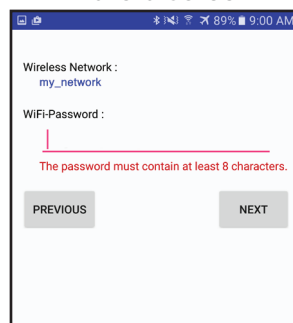 89% 9:00 AM
Wireless Network :
my_network
WiFi-Password :
The password must contain at least 8 characters.
PREVIOUS NEXT